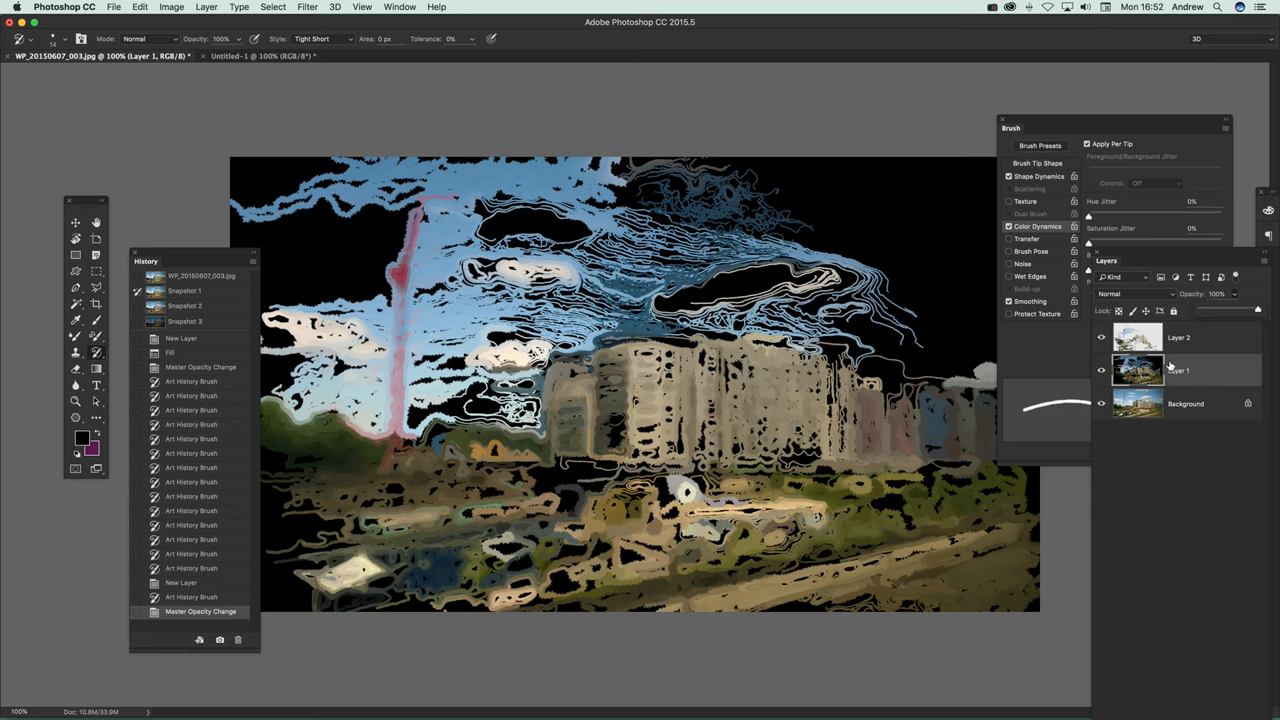 Photoshop CC File Edit Image Layer Type Select Filter 3D View Window Help Mon 16:52 Andrew
Adobe Photoshop CC 2015.5
14 Mode: Normal Opacity: 100% Style: Tight Short Area: 0 px Tolerance: 0% 3D
WP_20150607_003.jpg @ 100% (Layer 1, RGB/8) * Untitled-1 @ 100% (RGB/8*) *
Brush
Brush Presets Apply Per Tip
Foreground/Background Jitter
Brush Tip Shape
Shape Dynamics Control: Off
Scattering
Texture Hue Jitter 0%
Dual Brush
Color Dynamics Saturation Jitter 0%
Transfer
Brush Pose
Noise
Wet Edges
Build-up
Smoothing
Protect Texture
History
WP_20150607_003.jpg
Snapshot 1
Snapshot 2
Snapshot 3
New Layer
Fill
Master Opacity Change
Art History Brush
Art History Brush
Art History Brush
Art History Brush
Art History Brush
Art History Brush
Art History Brush
Art History Brush
Art History Brush
Art History Brush
Art History Brush
Art History Brush
Art History Brush
Art History Brush
New Layer
Art History Brush
Master Opacity Change
Layers
Kind
Normal Opacity: 100%
Lock:
Layer 2
Layer 1
Background
100% Doc: 10.8M/33.9M